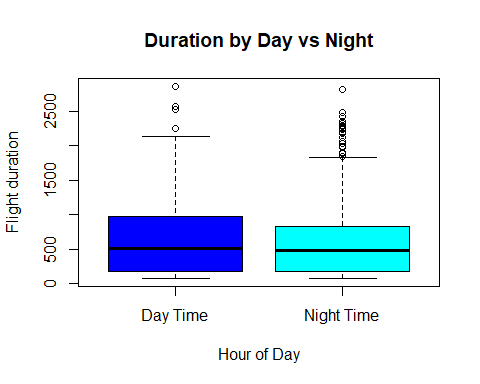 Duration by Day vs Night
Flight duration
2500
1500
500
0
Day Time
Night Time
Hour of Day